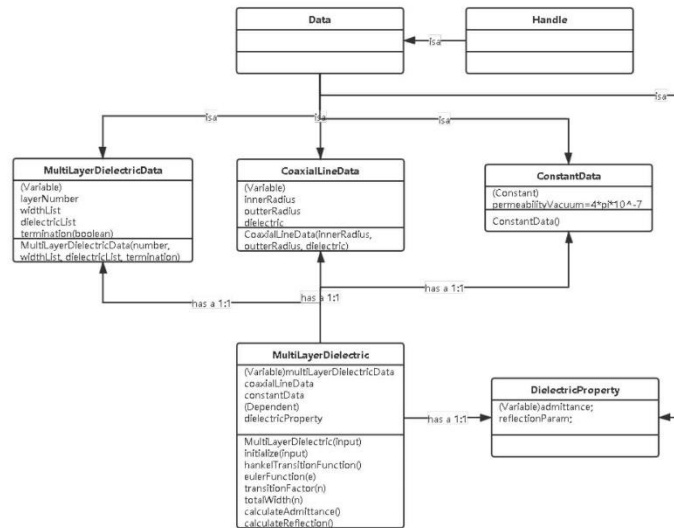 Data
Handle
isa
isa
isa
isa
isa
MultiLayerDielectricData
(Variable)
layerNumber
widthList
dielectricList
termination(boolean)
MultiLayerDielectricData(number,
widthList, dielectricList, termination)
CoaxialLineData
(Variable)
innerRadius
outterRadius
dielectric
CoaxialLineData(innerRadius,
outterRadius, dielectric)
ConstantData
(Constant)
permeabilityVacuum=4*pi*10^-7
ConstantData()
has a 1:1
has a 1:1
has a 1:1
MultiLayerDielectric
(Variable)multiLayerDielectricData
coaxialLineData
constantData
(Dependent)
dielectricProperty
MultiLayerDielectric(input)
initialize(input)
hankelTransitionFunction()
eulerFunction(e)
transitionFactor(n)
totalWidth(n)
calculateAdmittance()
calculateReflection()
has a 1:1
DielectricProperty
(Variable)admittance;
reflectionParam;